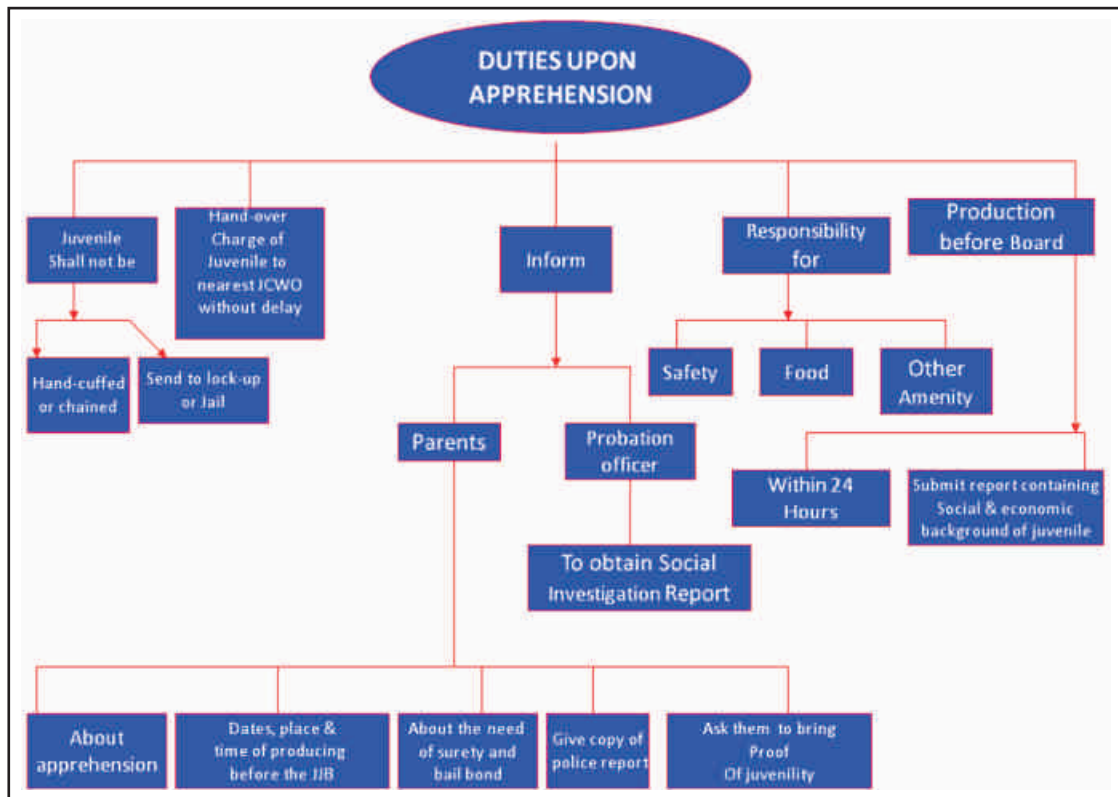 DUTIES UPON
APPREHENSION
Juvenile
Shall not be
Hand-over
Charge of
Juvenile to
nearest JCWO
without delay
Inform
Responsibility
for
Production
before Board
Hand-cuffed
or chained
Send to lock-up
or Jail
Safety
Food
Other
Amenity
Parents
Probation
officer
Within 24
Hours
Submit report containing
Social & economic
background of juvenile
To obtain Social
Investigation Report
About
apprehension
Dates, place &
time of producing
before the JJB
About the need
of surety and
bail bond
Give copy of
police report
Ask them to bring
Proof
Of juvenility